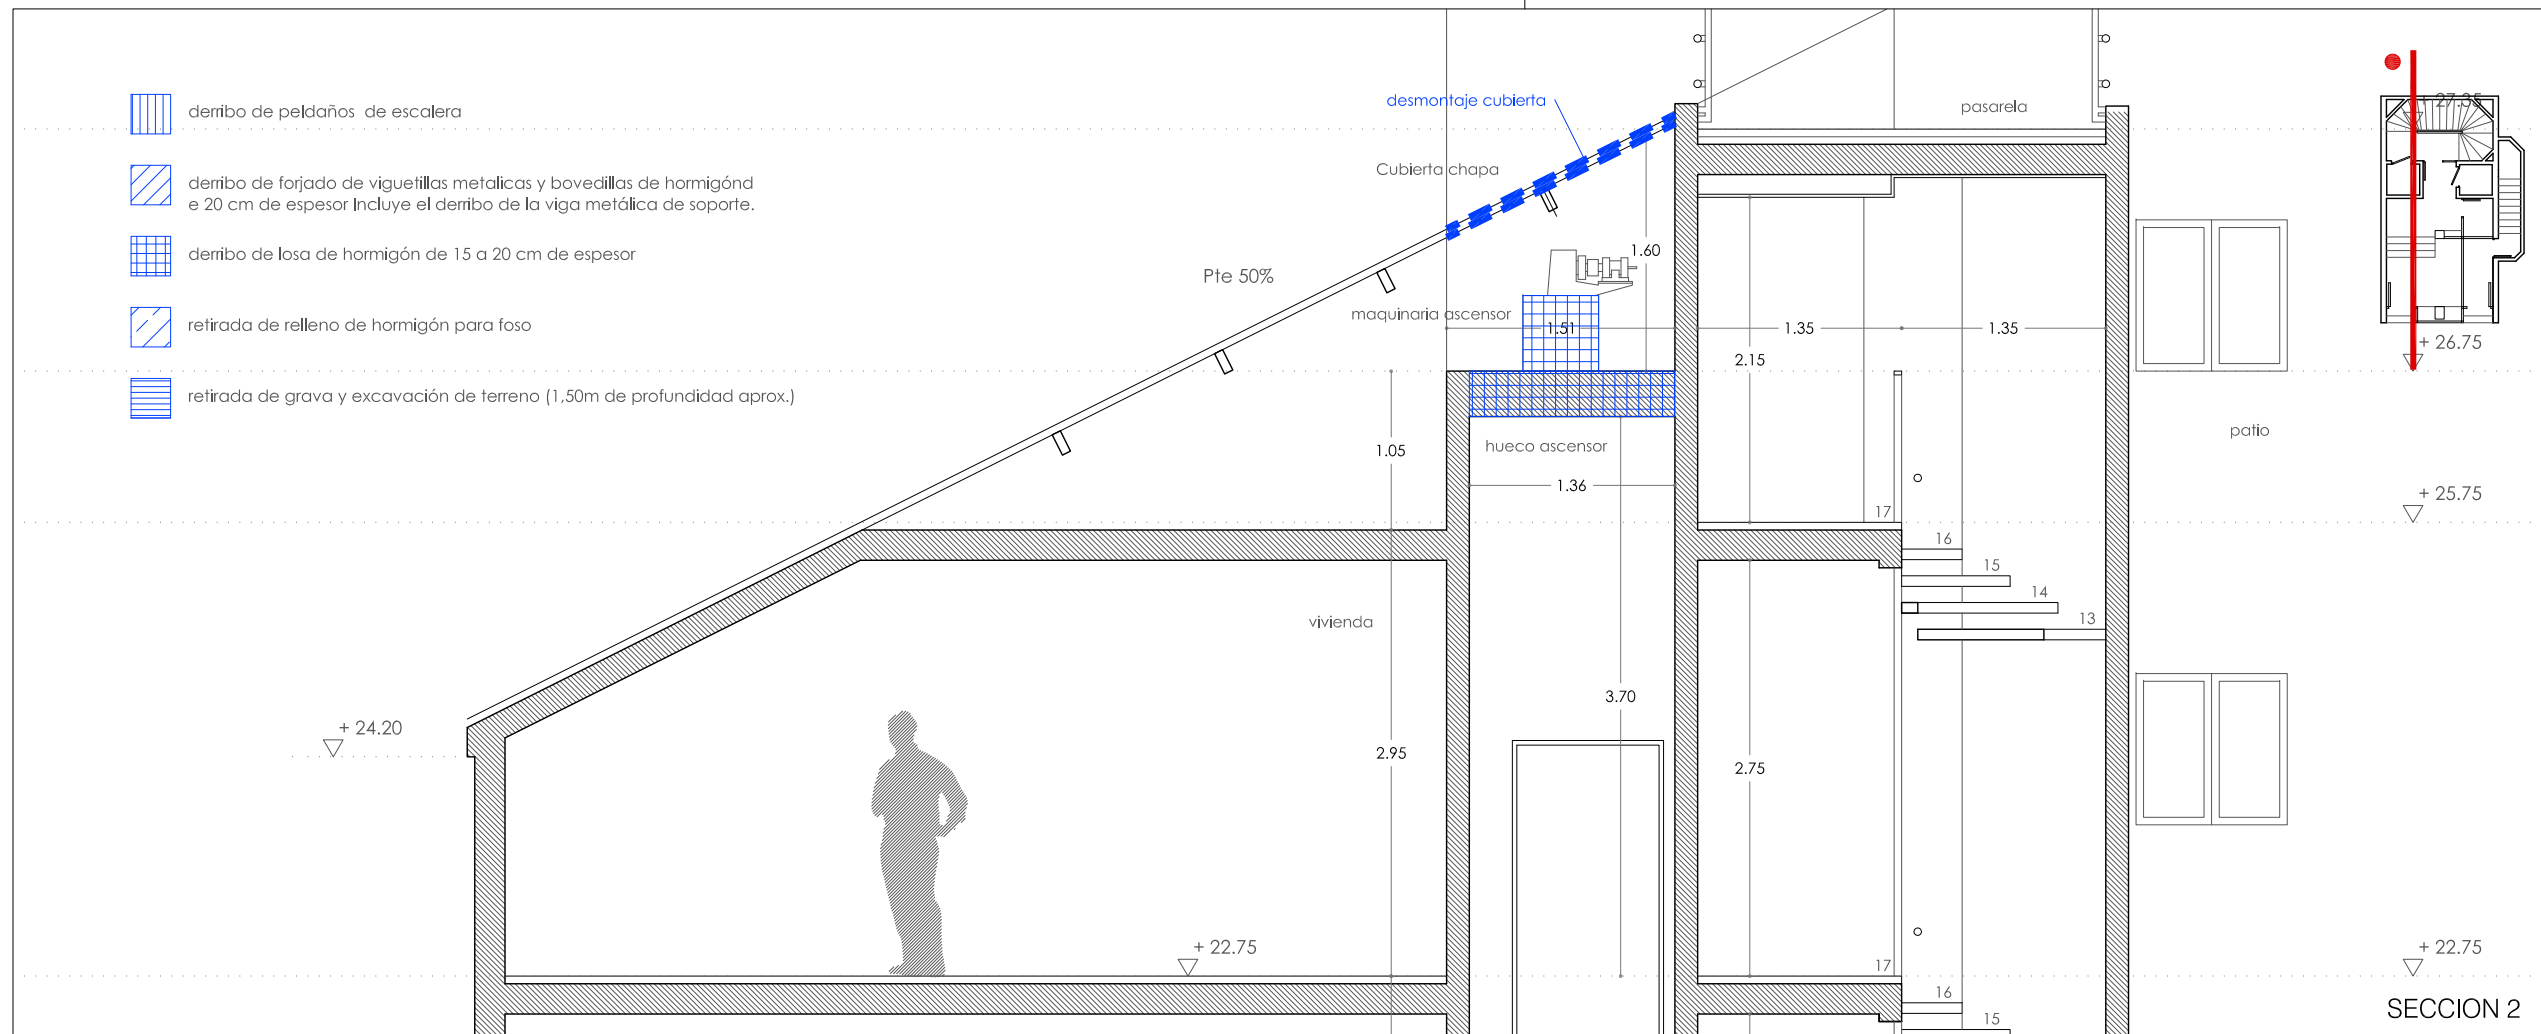 derribo de peldaños de escalera
derribo de forjado de viguetillas metalicas y bovedillas de hormigónd
e 20 cm de espesor Incluye el derribo de la viga metálica de soporte.
derribo de losa de hormigón de 15 a 20 cm de espesor
retirada de relleno de hormigón para foso
retirada de grava y excavación de terreno (1,50m de profundidad aprox.)
desmontaje cubierta
pasarela
+ 27.35
Cubierta chapa
1.60
Pte 50%
maquinaria ascensor
1.51
1.35
1.35
+ 26.75
2.15
patio
1.05
hueco ascensor
1.36
+ 25.75
17
16
15
14
13
vivienda
3.70
+ 24.20
2.95
2.75
+ 22.75
+ 22.75
17
16
15
SECCION 2